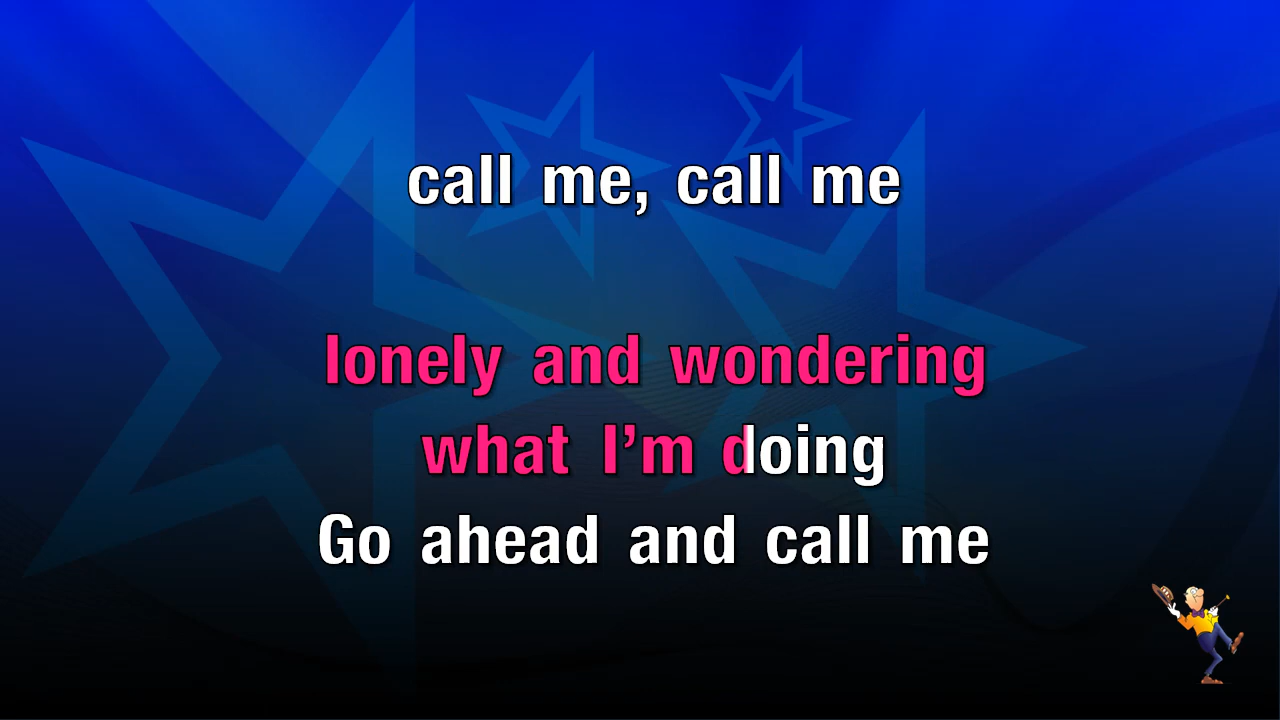 call me, call me
lonely and wondering
what I’m doing
Go ahead and call me